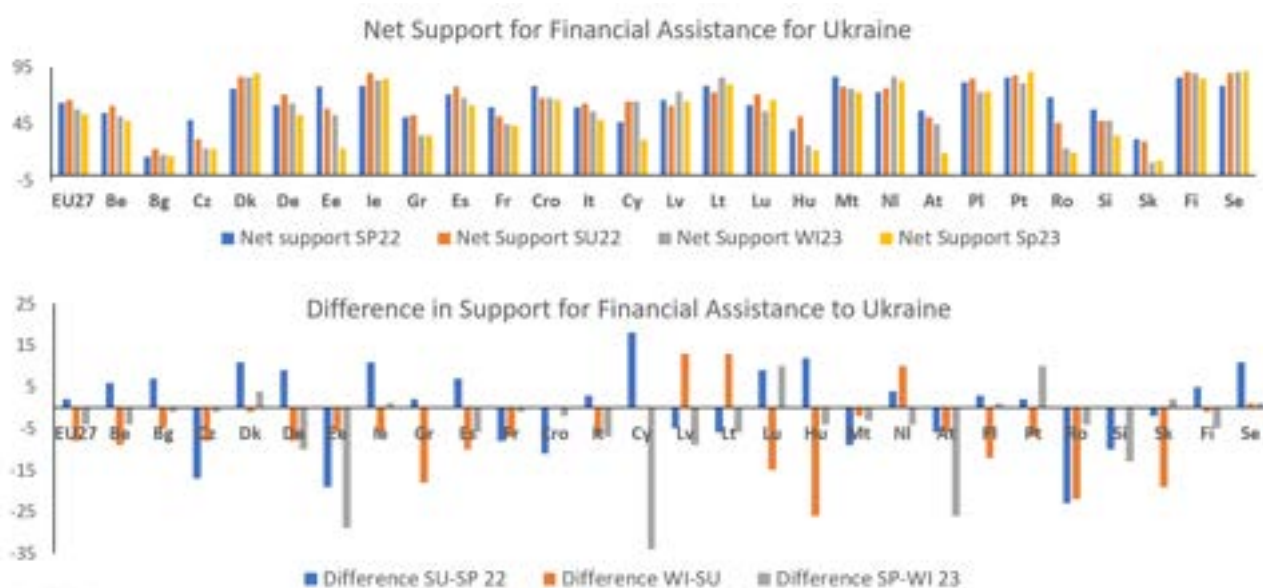 Net Support for Financial Assistance for Ukraine
95
45
-5
EU27 Be Bg Cz Dk De Ee Ie Gr Es Fr Cro It Cy Lv Lt Lu Hu Mt Nl At Pl Pt Ro Si Sk Fi Se
Net support SP22 Net Support SU22 Net Support WI23 Net Support Sp23
Difference in Support for Financial Assistance to Ukraine
25
15
5
-5
EU27 Be Bg Cz Dk De Ee Ie Gr Es Fr Cro It Cy Lv Lt Lu Hu Mt Nl At Pl Pt Ro Si Sk Fi Se
-15
-25
-35
Difference SU-SP 22 Difference WI-SU Difference SP-WI 23